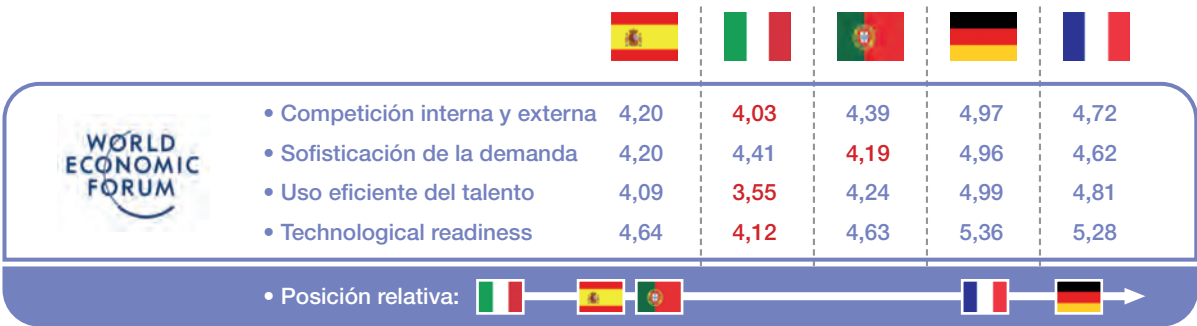 WORLD
ECONOMIC
FORUM
• Competición interna y externa 4,20 4,03 4,39 4,97 4,72
• Sofisticación de la demanda 4,20 4,41 4,19 4,96 4,62
• Uso eficiente del talento 4,09 3,55 4,24 4,99 4,81
• Technological readiness 4,64 4,12 4,63 5,36 5,28
• Posición relativa: